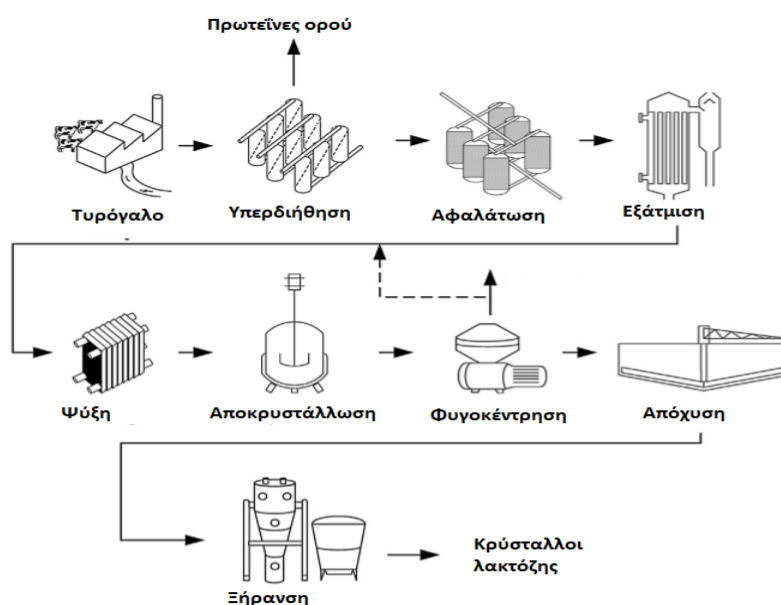 Πρωτεΐνες ορού
Τυρόγαλο
Υπερδιήθηση
Αφαλάτωση
Εξάτμιση
Ψύξη
Αποκρυστάλλωση
Φυγοκέντρηση
Απόχυση
Ξήρανση
Κρύσταλλοι
λακτόζης